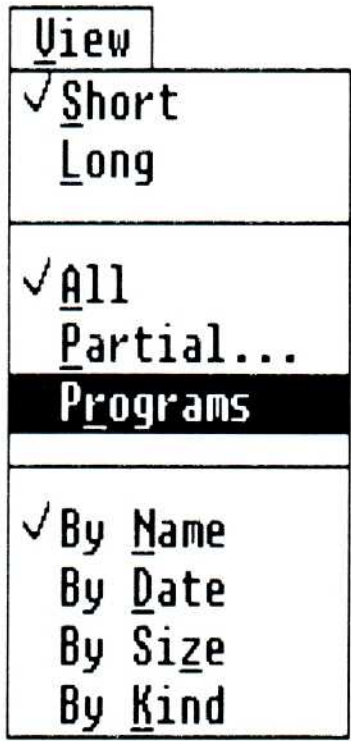 View
√ Short
Long
√ All
Partial...
Programs
√ By Name
By Date
By Size
By Kind